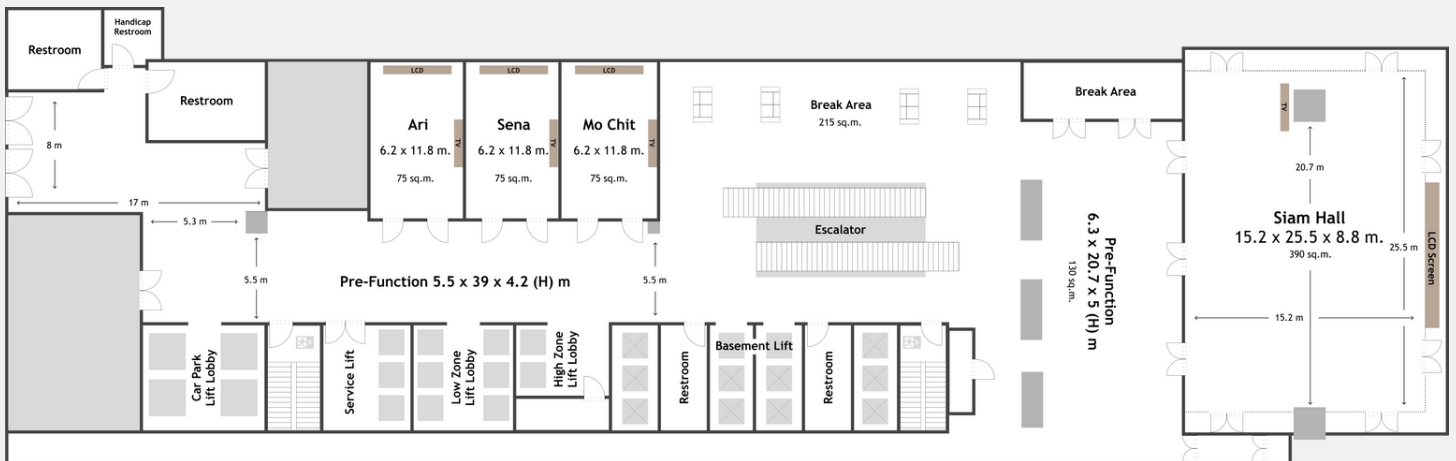 Restroom
Handicap
Restroom
Restroom
8 m
17 m
5.3 m
5.5 m
LCD
LCD
LCD
Ari
6.2 x 11.8 m.
75 sq.m.
TV
Sena
6.2 x 11.8 m.
75 sq.m.
TV
Mo Chit
6.2 x 11.8 m.
75 sq.m.
TV
Break Area
215 sq.m.
Escalator
Pre-Function 5.5 x 39 x 4.2 (H) m
5.5 m
Break Area
Pre-Function
6.3 x 20.7 x 5 (H) m
130 sq.m.
TV
20.7 m
Siam Hall
15.2 x 25.5 x 8.8 m.
390 sq.m.
25.5 m
15.2 m
LCD Screen
Car Park
Lift Lobby
Service Lift
Low Zone
Lift Lobby
High Zone
Lift Lobby
Restroom
Basement Lift
Restroom